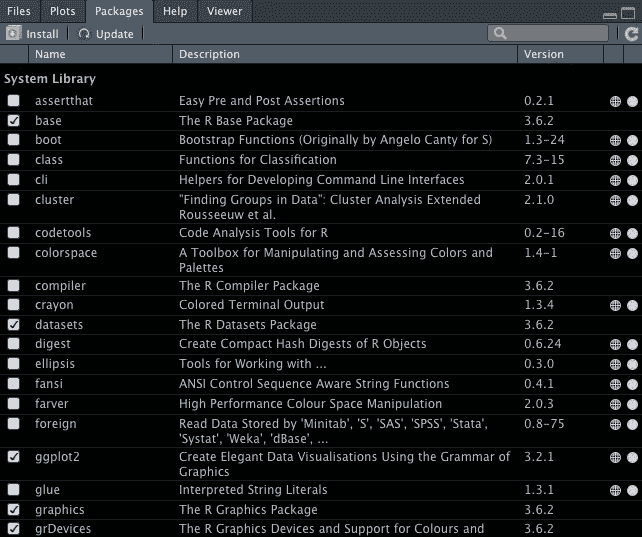 Files Plots Packages Help Viewer
Install Update
Name Description Version
System Library
assertthat Easy Pre and Post Assertions 0.2.1
base The R Base Package 3.6.2
boot Bootstrap Functions (Originally by Angelo Canty for S) 1.3-24
class Functions for Classification 7.3-15
cli Helpers for Developing Command Line Interfaces 2.0.1
cluster "Finding Groups in Data": Cluster Analysis Extended 2.1.0
Rousseeuw et al.
codetools Code Analysis Tools for R 0.2-16
colorspace A Toolbox for Manipulating and Assessing Colors and 1.4-1
Palettes
compiler The R Compiler Package 3.6.2
crayon Colored Terminal Output 1.3.4
datasets The R Datasets Package 3.6.2
digest Create Compact Hash Digests of R Objects 0.6.24
ellipsis Tools for Working with ... 0.3.0
fansi ANSI Control Sequence Aware String Functions 0.4.1
farver High Performance Colour Space Manipulation 2.0.3
foreign Read Data Stored by 'Minitab', 'S', 'SAS', 'SPSS', 'Stata', 0.8-75
'Systat', 'Weka', 'dBase', ...
ggplot2 Create Elegant Data Visualisations Using the Grammar of 3.2.1
Graphics
glue Interpreted String Literals 1.3.1
graphics The R Graphics Package 3.6.2
grDevices The R Graphics Devices and Support for Colours and 3.6.2